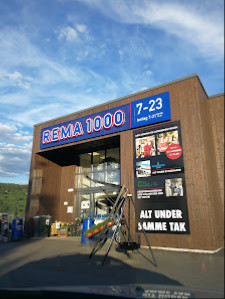 REMA 1000
7-23
ALT UNDER
SAMME TAK